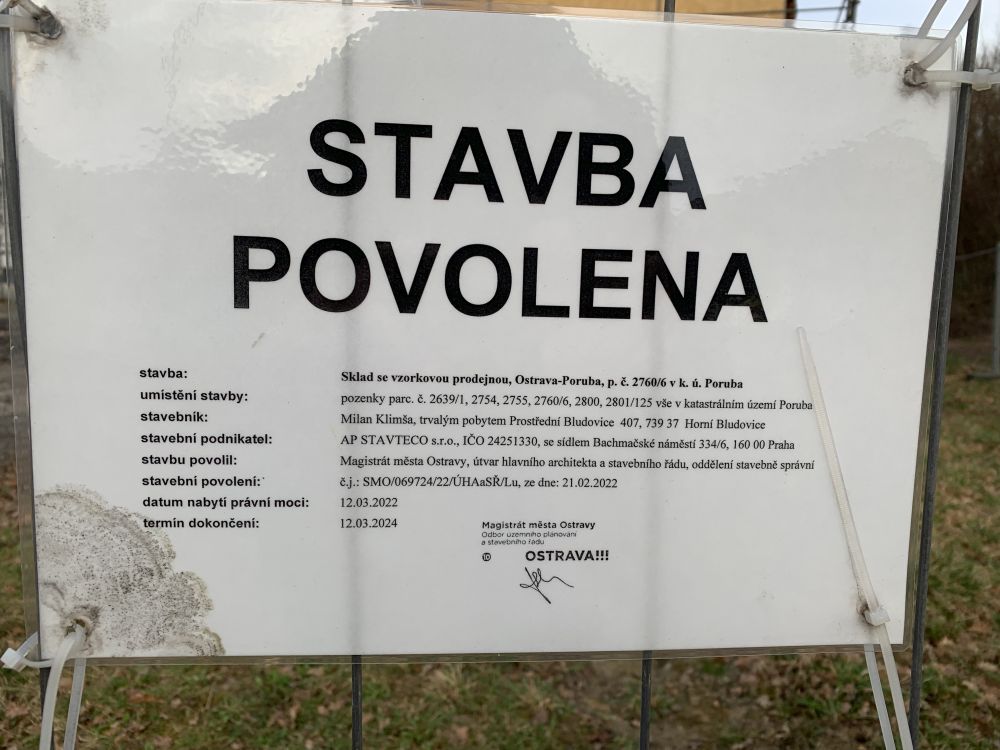 STAVBA
POVOLENA
stavba: Sklad se vzorkovou prodejnou, Ostrava-Poruba, p. č. 2760/6 v k. ú. Poruba
umístění stavby: pozenky parc. č. 2639/1, 2754, 2755, 2760/6, 2800, 2801/125 vše v katastrálním území Poruba
stavebník: Milan Klimša, trvalým pobytem Prostřední Bludovice 407, 739 37 Horní Bludovice
stavební podnikatel: AP STAVTECO s.r.o., IČO 24251330, se sídlem Bachmačské náměstí 334/6, 160 00 Praha
stavbu povolil: Magistrát města Ostravy, útvar hlavního architekta a stavebního řádu, oddělení stavebně správní
stavební povolení: č.j.: SMO/069724/22/ÚHAaSŘ/Lu, ze dne: 21.02.2022
datum nabytí právní moci: 12.03.2022
termín dokončení: 12.03.2024
Magistrát města Ostravy
Odbor územního plánování
a stavebního řádu
10 OSTRAVA!!!